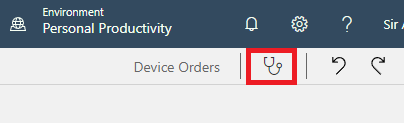 Environment
Personal Productivity
Sir
Device Orders